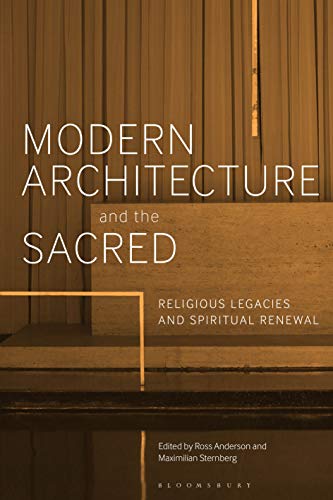 MODERN
ARCHITECTURE
and the
SACRED
RELIGIOUS LEGACIES
AND SPIRITUAL RENEWAL
Edited by Ross Anderson and
Maximilian Sternberg
BLOOMSBURY